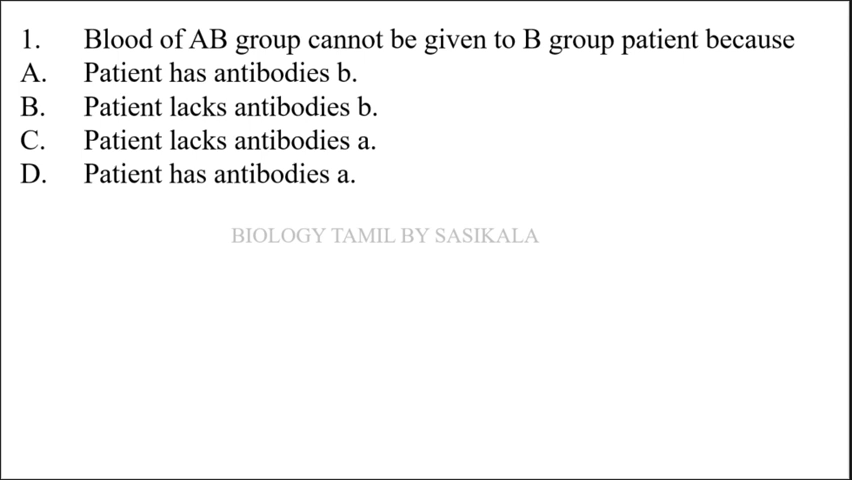 1. Blood of AB group cannot be given to B group patient because
A. Patient has antibodies b.
B. Patient lacks antibodies b.
C. Patient lacks antibodies a.
D. Patient has antibodies a.
BIOLOGY TAMIL BY SASIKALA